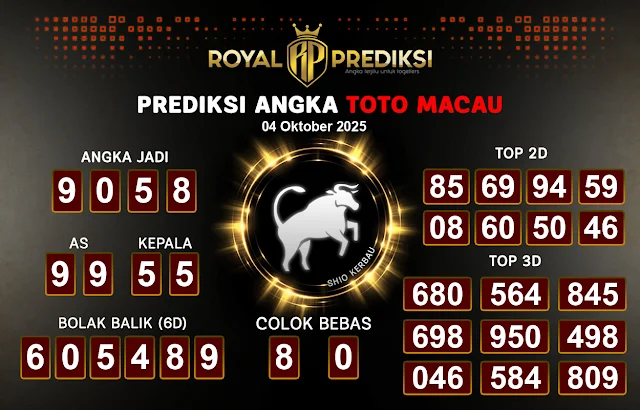 ROYAL RP PREDIKSI
Angka terjitu untuk togellers
PREDIKSI ANGKA TOTO MACAU
04 Oktober 2025
ANGKA JADI
9 0 5 8
AS KEPALA
9 9 5 5
BOLAK BALIK (6D)
6 0 5 4 8 9
SHIO KERBAU
COLOK BEBAS
8 0
TOP 2D
85 69 94 59
08 60 50 46
TOP 3D
680 564 845
698 950 498
046 584 809